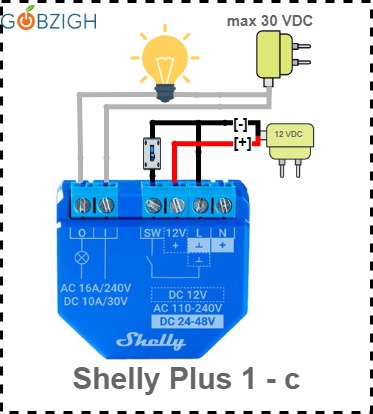 GOBZIGH
max 30 VDC
[-]
12 VDC
[+]
O I SW 12V L N
+ ⊥ +
⊥
AC 16A/240V
DC 10A/30V
DC 12V
AC 110-240V
DC 24-48V
Shelly
Shelly Plus 1 - c